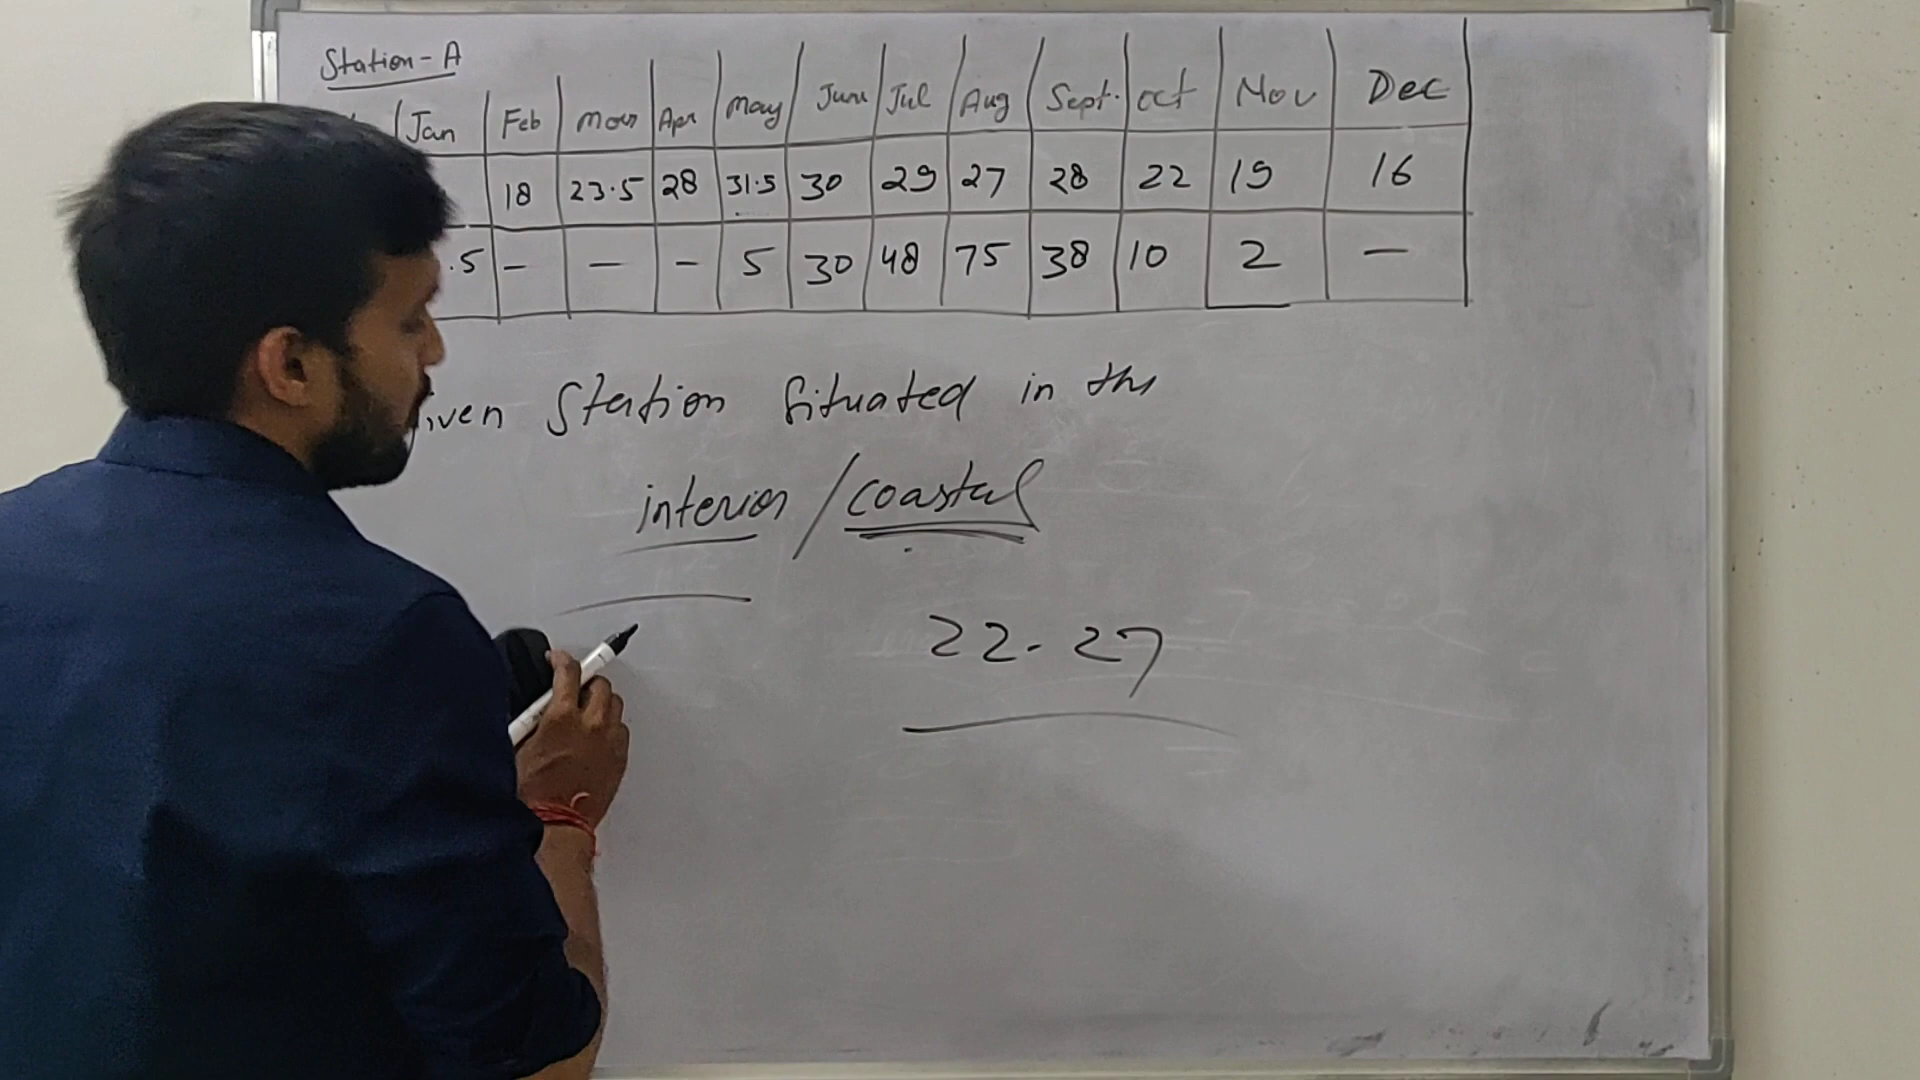 Station - A
Jan Feb Mar Apr May June Jul Aug Sept. Oct Nov Dec
18 23.5 28 31.5 30 29 27 28 22 19 16
.5 - - - 5 30 48 75 38 10 2 -
iven Station Situated in the
interior / coastal
22. 27